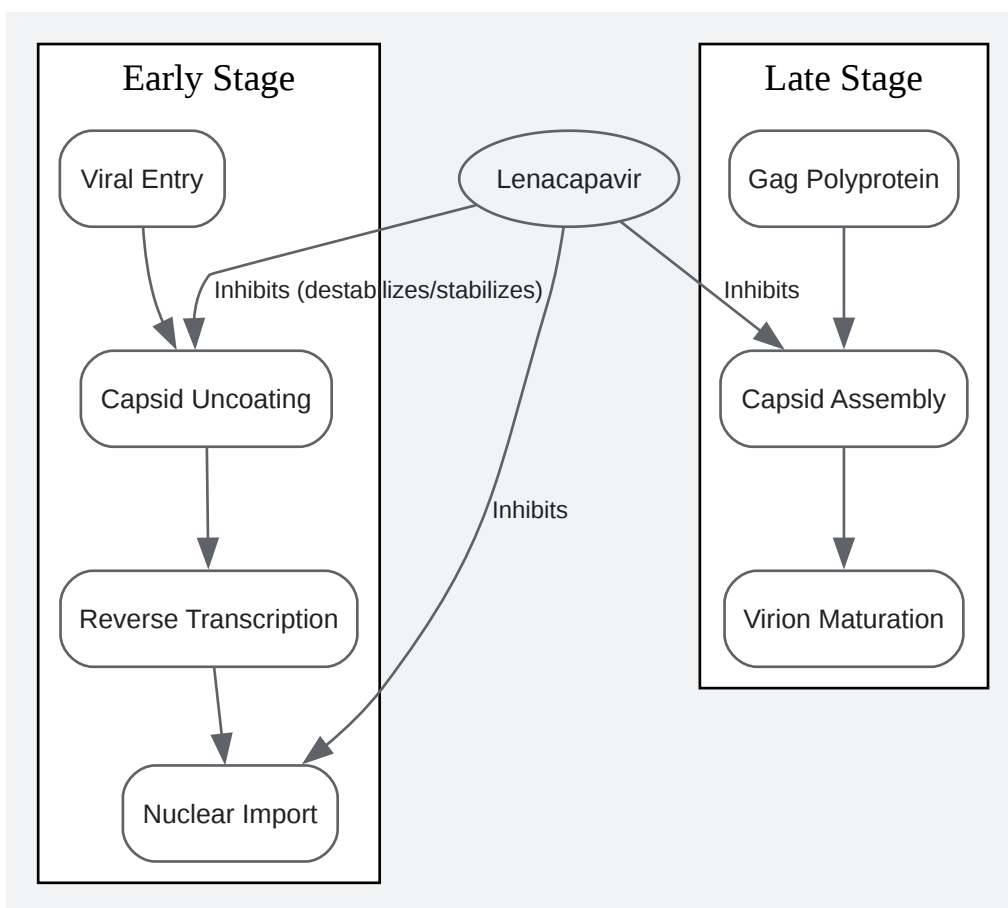 Early Stage
Late Stage
Viral Entry
Lenacapavir
Gag Polyprotein
Inhibits (destabilizes/stabilizes)
Inhibits
Capsid Uncoating
Capsid Assembly
Inhibits
Reverse Transcription
Virion Maturation
Nuclear Import